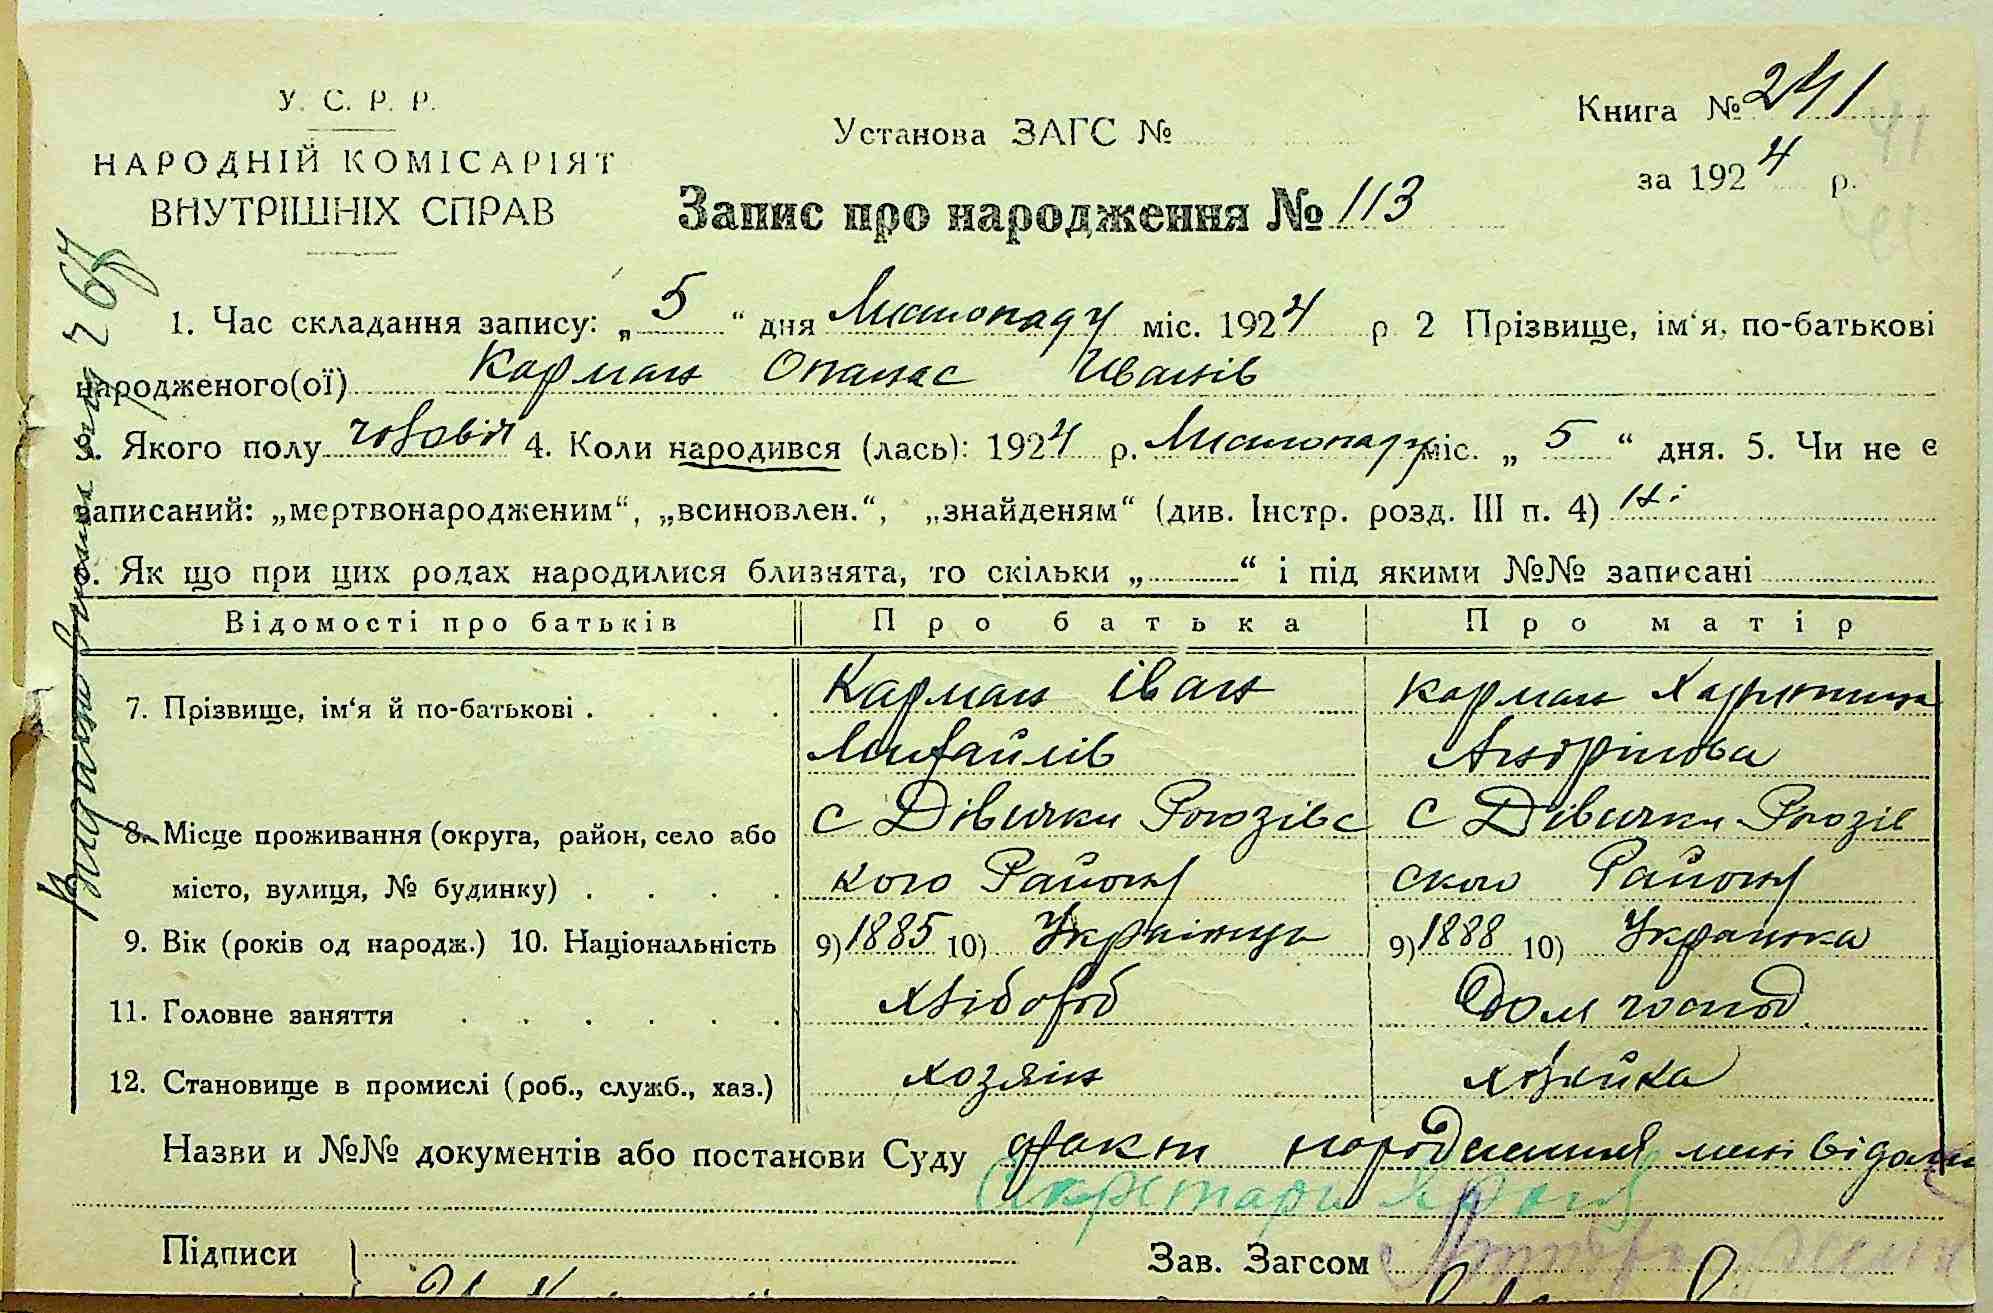 У. С. Р. Р.
НАРОДНІЙ КОМІСАРІЯТ
ВНУТРІШНІХ СПРАВ
Установа ЗАГС №
Книга № 241
за 1924 р.
41
Запис про народження № 113
1. Час складання запису: „ 5 “ дня Листопаду міс. 1924 р 2 Прізвище, ім‘я, по-батькові
народженого(ої) Карман Опанас Іванів
3. Якого полу чоловіч 4. Коли народився (лась): 1924 р. Листопаду міс. „ 5 “ дня. 5. Чи не є
записаний: „мертвонародженим“, „всиновлен.“, „знайденям“ (див. Інстр. розд. III п. 4) Ні
6. Як що при цих родах народилися близнята, то скільки „ “ і під якими №№ записані
Відомості про батьків Про батька Про матір
7. Прізвище, ім‘я й по-батькові . . . . Карман Іван Карман Харитина
Михайлів Андріївна
8. Місце проживання (округа, район, село або с Дівички Рогозівс с Дівички Рогозів
місто, вулиця, № будинку) . . . . кого Району ского Району
9. Вік (років од народж.) 10. Національність 9) 1885 10) Українець 9) 1888 10) Українка
11. Головне заняття . . . . . . Хлібороб Дом господ.
12. Становище в промислі (роб., служб., хаз.) хозяїн хозяйка
Назви и №№ документів або постанови Суду факт народження мені відомий
Секретарь
Підписи
Зав. Загсом